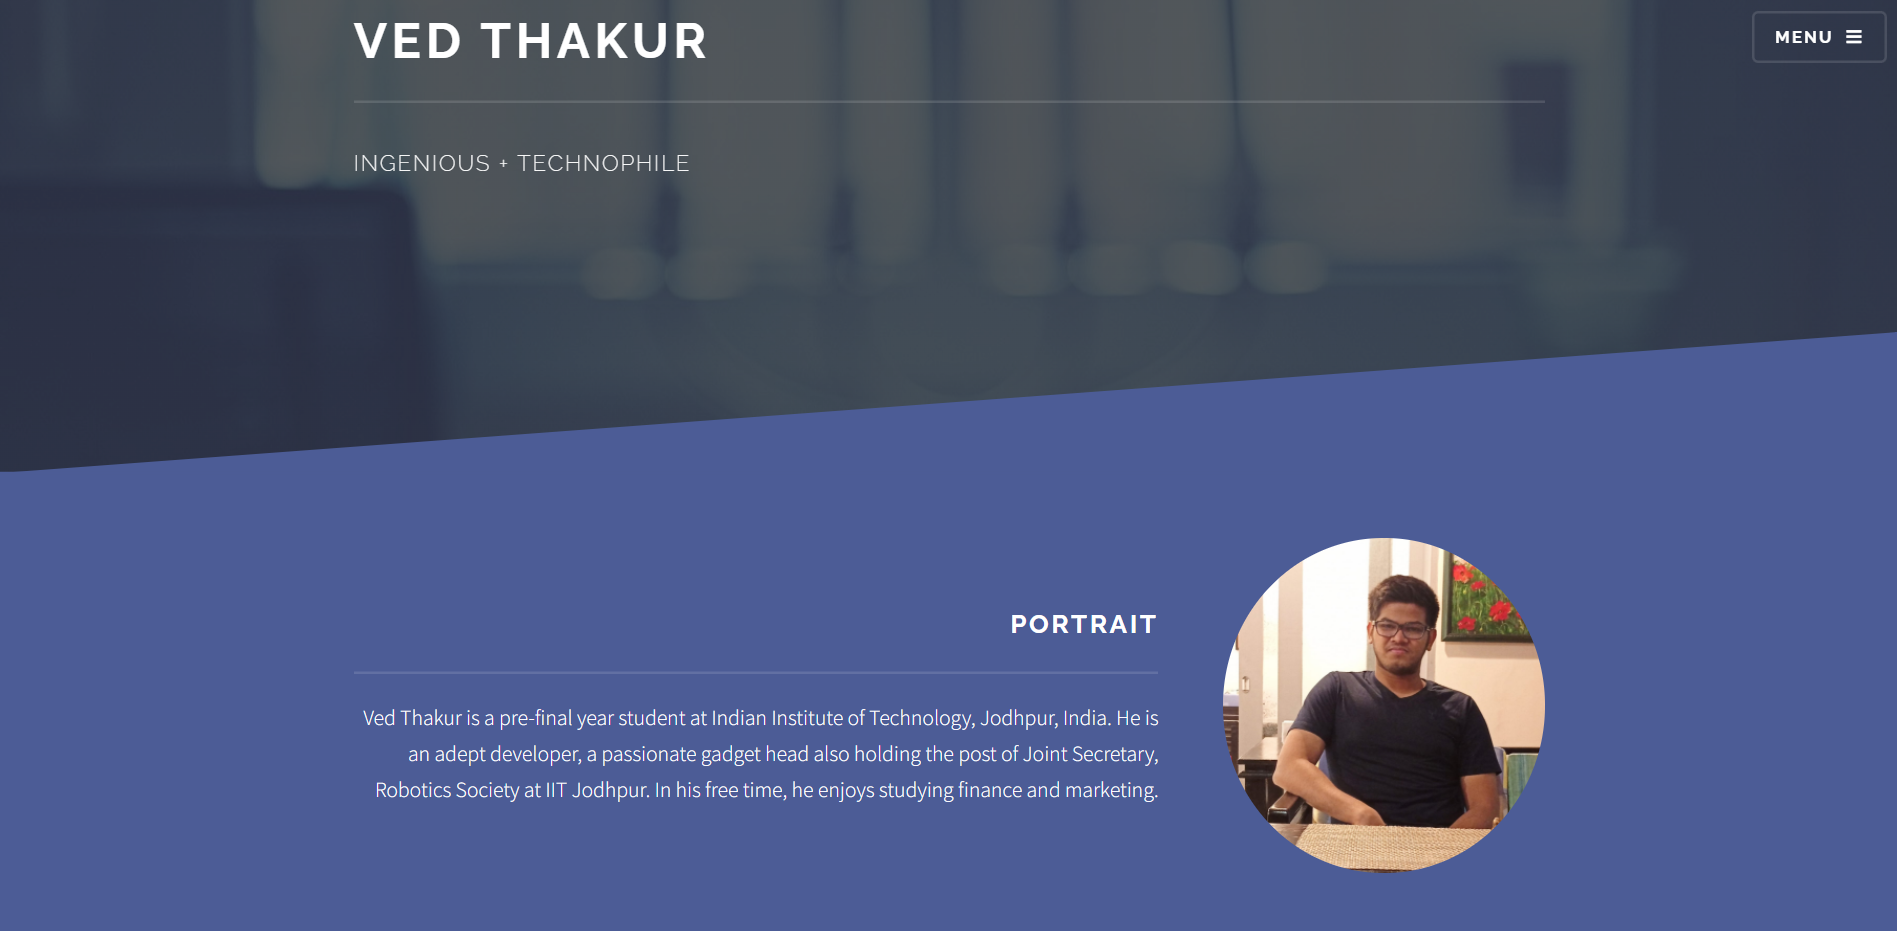 VED THAKUR
MENU
INGENIOUS + TECHNOPHILE
PORTRAIT
Ved Thakur is a pre-final year student at Indian Institute of Technology, Jodhpur, India. He is
an adept developer, a passionate gadget head also holding the post of Joint Secretary,
Robotics Society at IIT Jodhpur. In his free time, he enjoys studying finance and marketing.